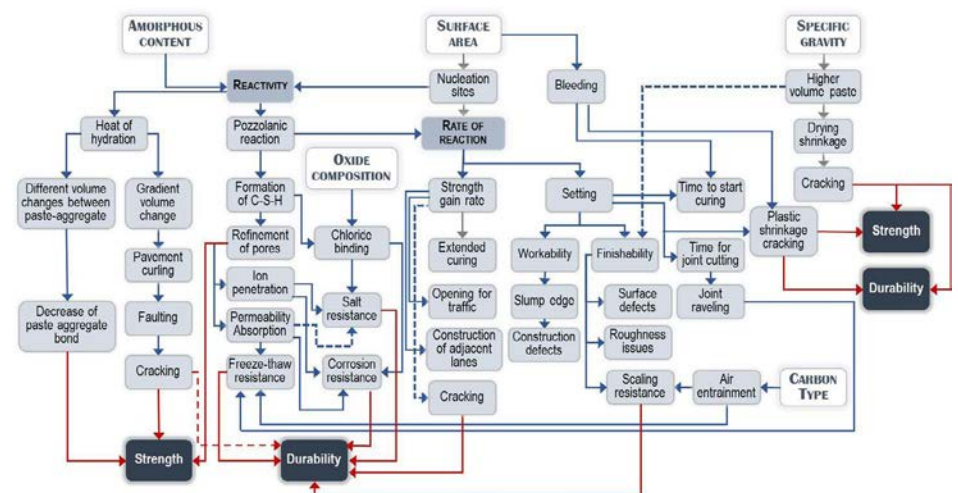 AMORPHOUS
CONTENT
SURFACE
AREA
SPECIFIC
GRAVITY
REACTIVITY
Nucleation
sites
Bleeding
Higher
volume paste
Heat of
hydration
Pozzolanic
reaction
RATE OF
REACTION
Drying
shrinkage
OXIDE
COMPOSITION
Different volume
changes between
paste-aggregate
Gradient
volume
change
Formation
of C-S-H
Strength
gain rate
Setting
Time to start
curing
Cracking
Refinement
of pores
Chloride
binding
Plastic
shrinkage
cracking
Strength
Pavement
curling
Extended
curing
Workability
Finishability
Time for
joint cutting
Ion
penetration
Salt
resistance
Opening for
traffic
Slump edge
Surface
defects
Joint
raveling
Durability
Decrease of
paste aggregate
bond
Faulting
Permeability
Absorption
Construction
of adjacent
lanes
Construction
defects
Roughness
issues
Cracking
Freeze-thaw
resistance
Corrosion
resistance
Cracking
Scaling
resistance
Air
entrainment
CARBON
TYPE
Strength
Durability